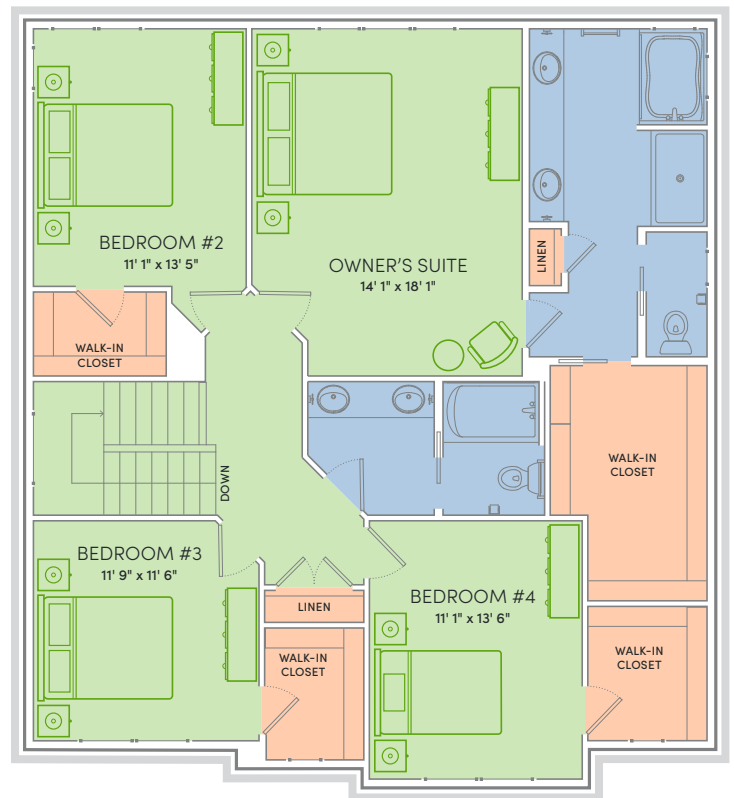 BEDROOM #2
11' 1" x 13' 5"
OWNER'S SUITE
14' 1" x 18' 1"
LINEN
WALK-IN
CLOSET
WALK-IN
CLOSET
DOWN
BEDROOM #3
11' 9" x 11' 6"
BEDROOM #4
11' 1" x 13' 6"
LINEN
WALK-IN
CLOSET
WALK-IN
CLOSET